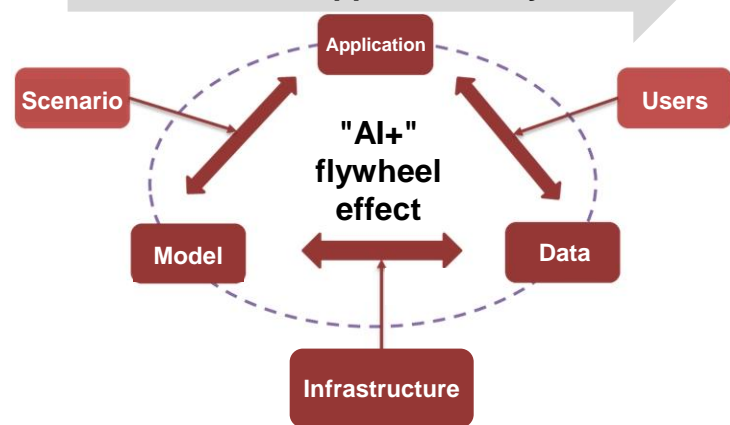 Application
Scenario
Users
"AI+"
flywheel
effect
Model
Data
Infrastructure